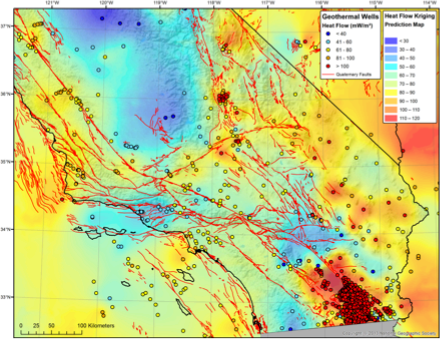 121°W
120°W
119°W
118°W
117°W
116°W
115°W
114°W
37°N
35°N
34°N
33°N
Geothermal Wells
Heat Flow (mW/m²)
< 40
41 - 60
61 - 80
81 - 100
> 100
Quaternary Faults
Heat Flow Kriging
Prediction Map
< 30
30 – 40
40 – 50
50 – 60
60 – 70
70 – 80
80 – 90
90 – 100
100 – 110
110 – 120
0 25 50 100 Kilometers